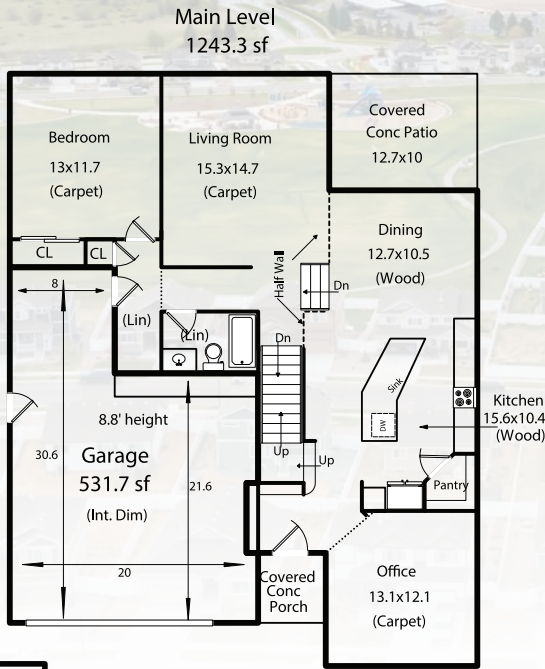 Main Level
1243.3 sf
Covered
Conc Patio
12.7x10
Bedroom
13x11.7
(Carpet)
Living Room
15.3x14.7
(Carpet)
Dining
12.7x10.5
(Wood)
CL
CL
Half Wall
Dn
8
(Lin)
(Lin)
Dn
Sink
DW
Kitchen
15.6x10.4
(Wood)
8.8' height
30.6
Garage
531.7 sf
(Int. Dim)
21.6
Up
Up
Pantry
20
Covered
Conc
Porch
Office
13.1x12.1
(Carpet)